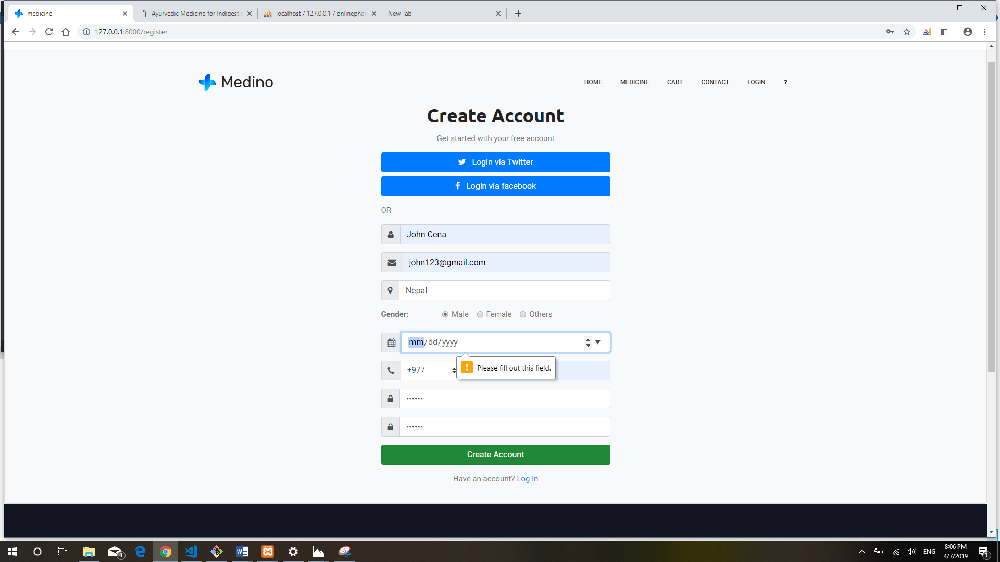 medicine
Ayurvedic Medicine for Indigestic
localhost / 127.0.0.1 / onlinephar
New Tab
127.0.0.1:8000/register
Medino
HOME MEDICINE CART CONTACT LOGIN ?
Create Account
Get started with your free account
Login via Twitter
Login via facebook
OR
John Cena
john123@gmail.com
Nepal
Gender: Male Female Others
mm/dd/yyyy
Please fill out this field.
+977
••••••
••••••
Create Account
Have an account? Log In
3
ENG
8:06 PM
4/7/2019
1